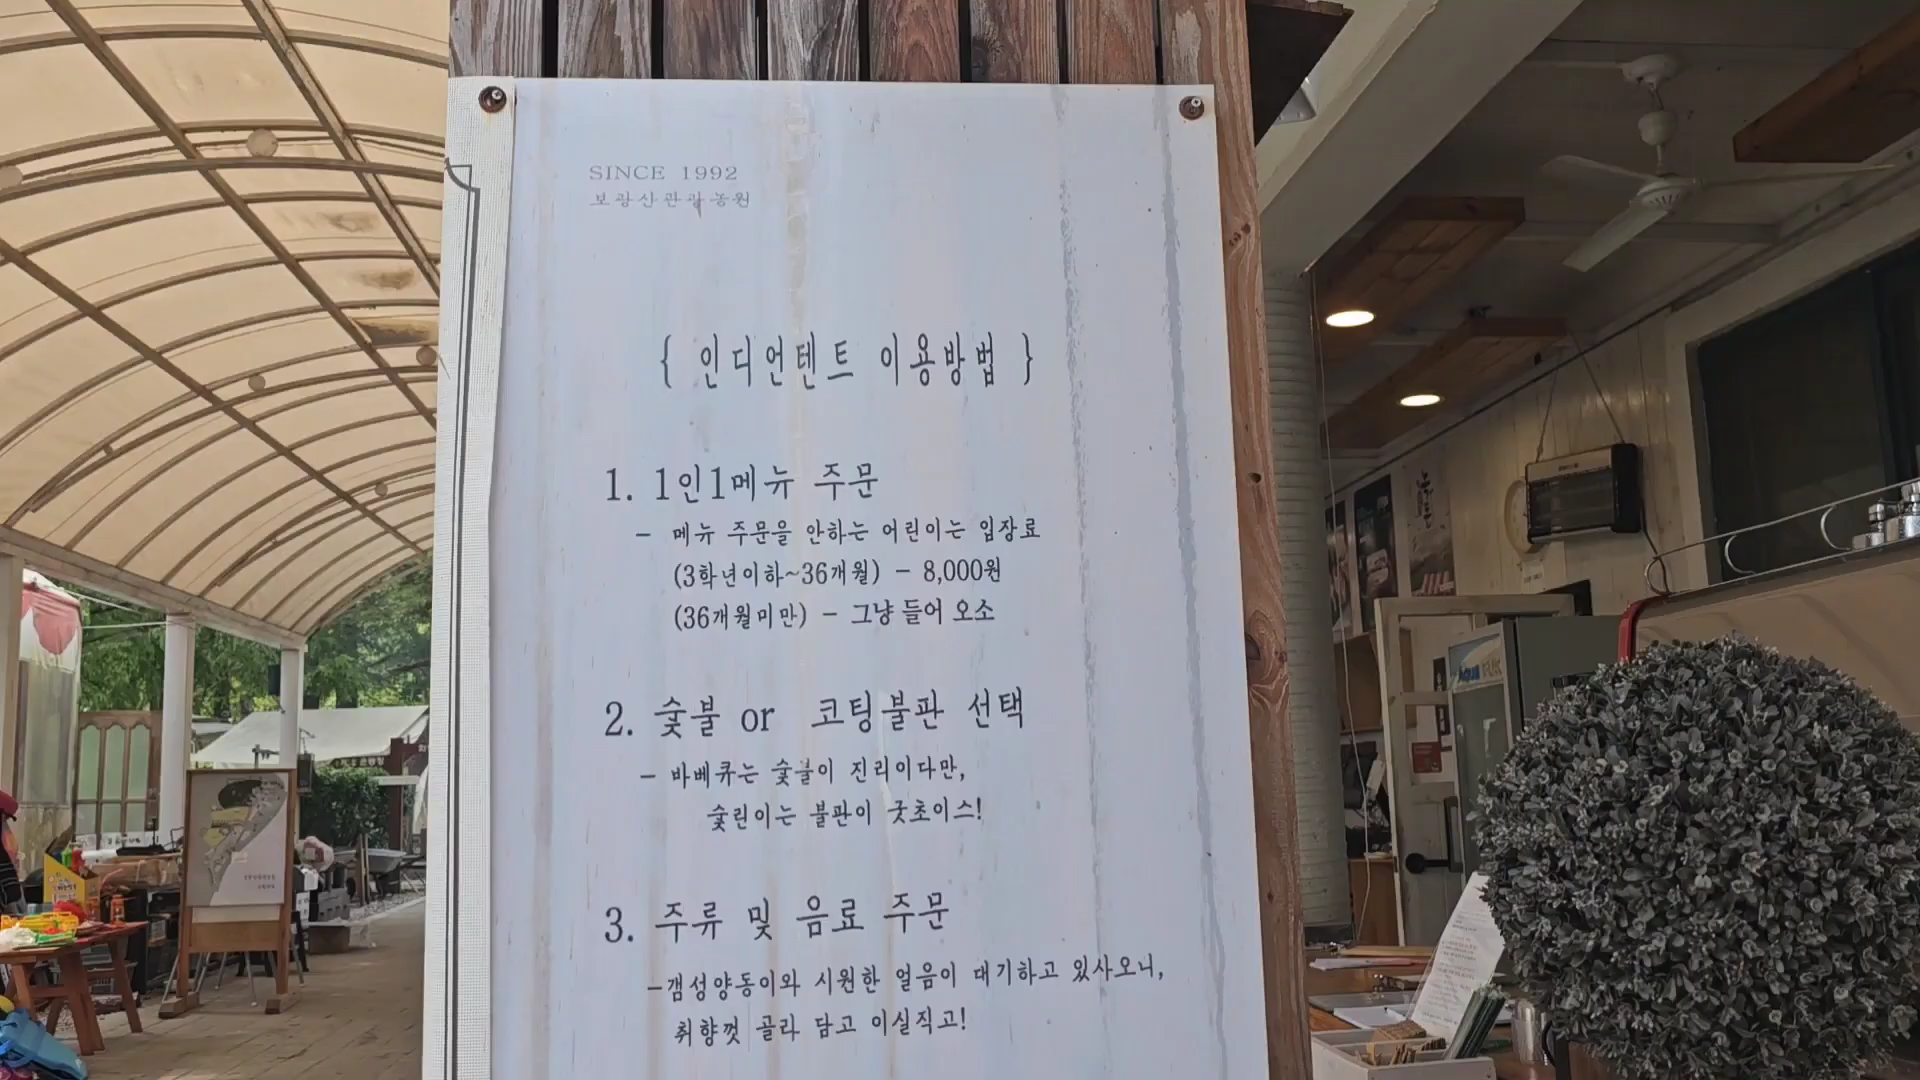 SINCE 1992
보광산관광농원
{ 인디언텐트 이용방법 }
1. 1인1메뉴 주문
- 메뉴 주문을 안하는 어린이는 입장료
(3학년이하~36개월) - 8,000원
(36개월미만) - 그냥 들어 오소
2. 숯불 or 코팅불판 선택
- 바베큐는 숯불이 진리이다만,
숯린이는 불판이 굿초이스!
3. 주류 및 음료 주문
-갬성양동이와 시원한 얼음이 대기하고 있사오니,
취향껏 골라 담고 이실직고!